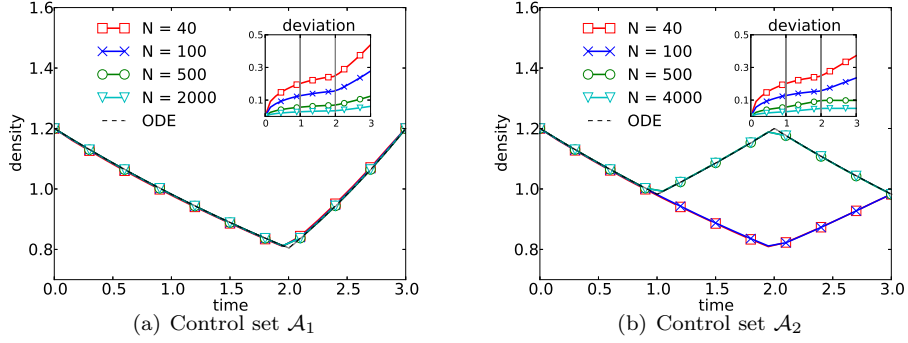 1.6
1.4
1.2
1.0
0.8
density
0.0 0.5 1.0 1.5 2.0 2.5 3.0
time
N = 40
N = 100
N = 500
N = 2000
ODE
deviation
0.5
0.3
0.1
0 1 2 3
(a) Control set 𝒜₁
1.6
1.4
1.2
1.0
0.8
density
0.0 0.5 1.0 1.5 2.0 2.5 3.0
time
N = 40
N = 100
N = 500
N = 4000
ODE
deviation
0.5
0.3
0.1
0 1 2 3
(b) Control set 𝒜₂